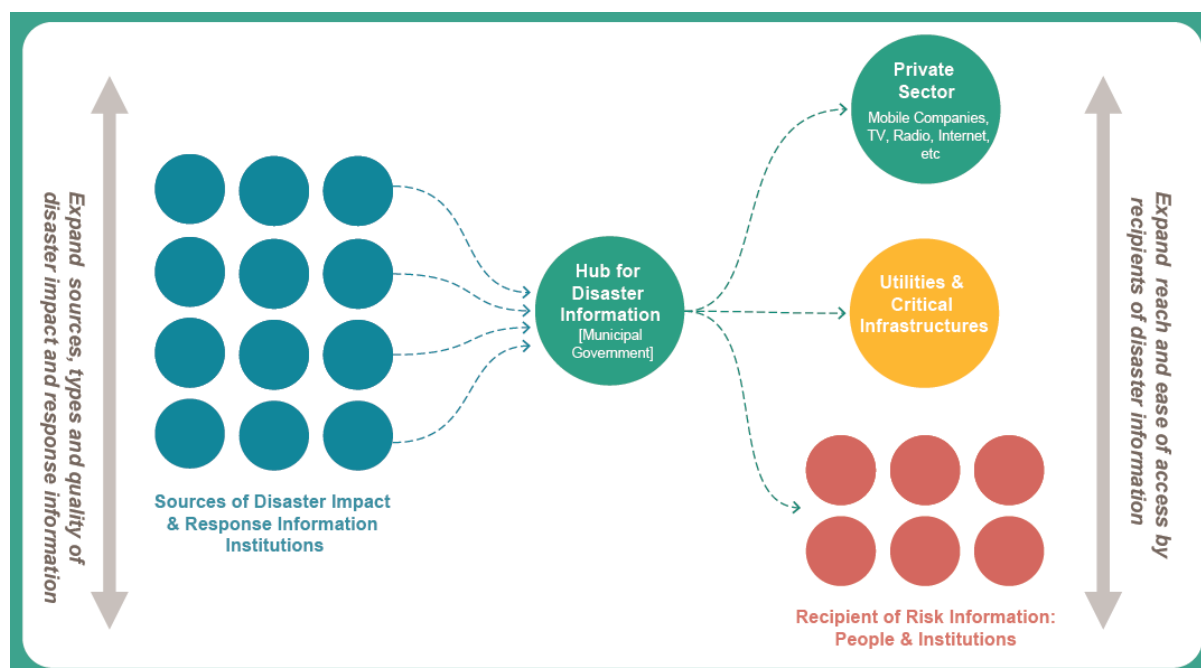 Expand sources, types and quality of
disaster impact and response information
Sources of Disaster Impact
& Response Information
Institutions
Hub for
Disaster
Information
[Municipal
Government]
Private
Sector
Mobile Companies,
TV, Radio, Internet,
etc
Utilities &
Critical
Infrastructures
Recipient of Risk Information:
People & Institutions
Expand reach and ease of access by
recipients of disaster information